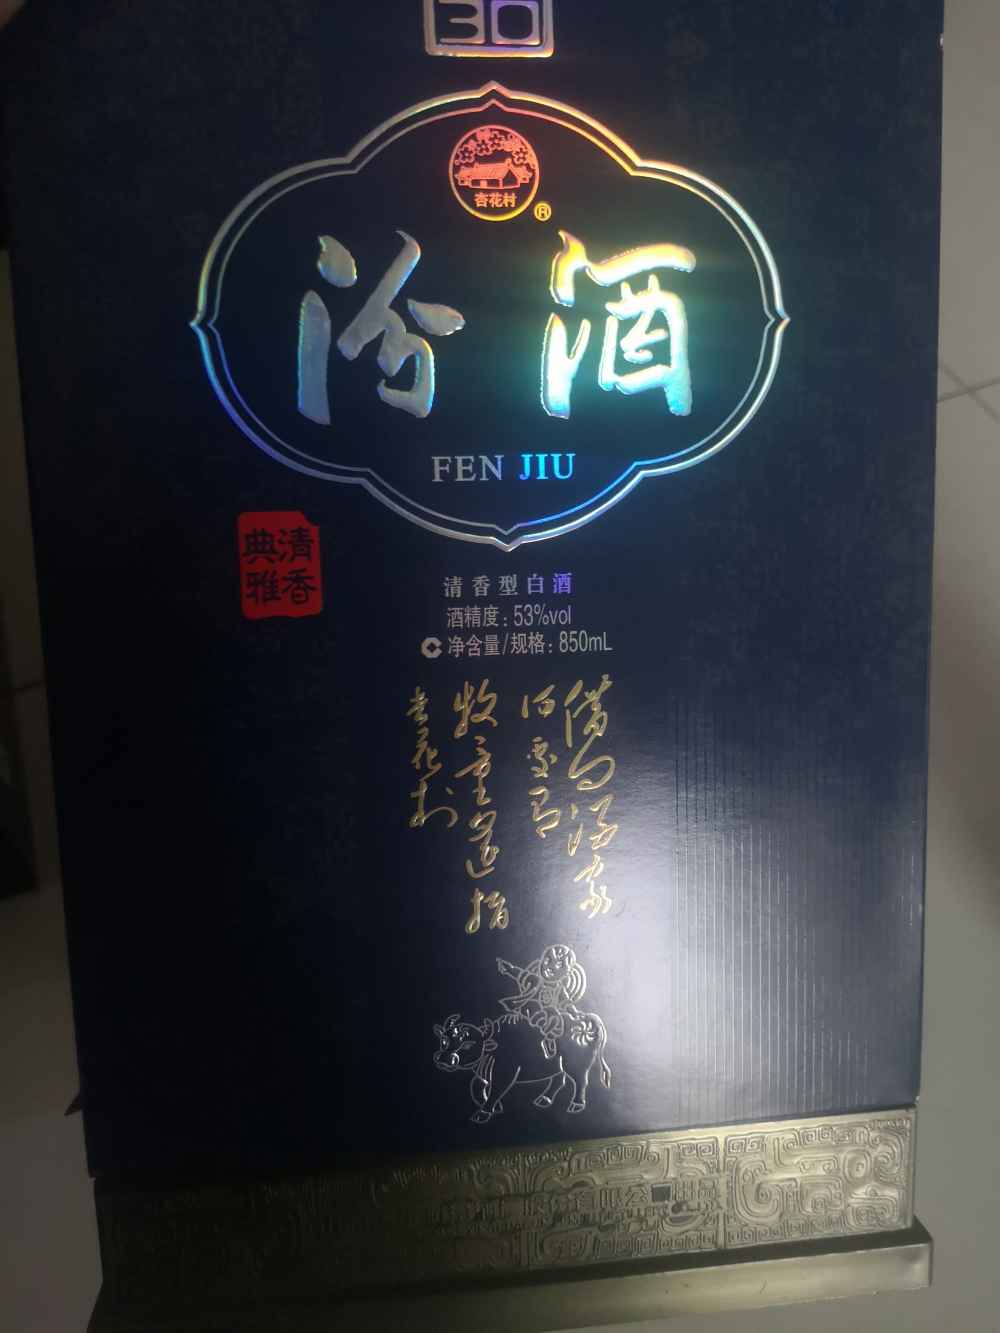 30
杏花村
®
汾酒
FEN JIU
清香
典雅
清香型白酒
酒精度：53%vol
净含量/规格：850mL
借问酒家
何处有
牧童遥指
杏花村